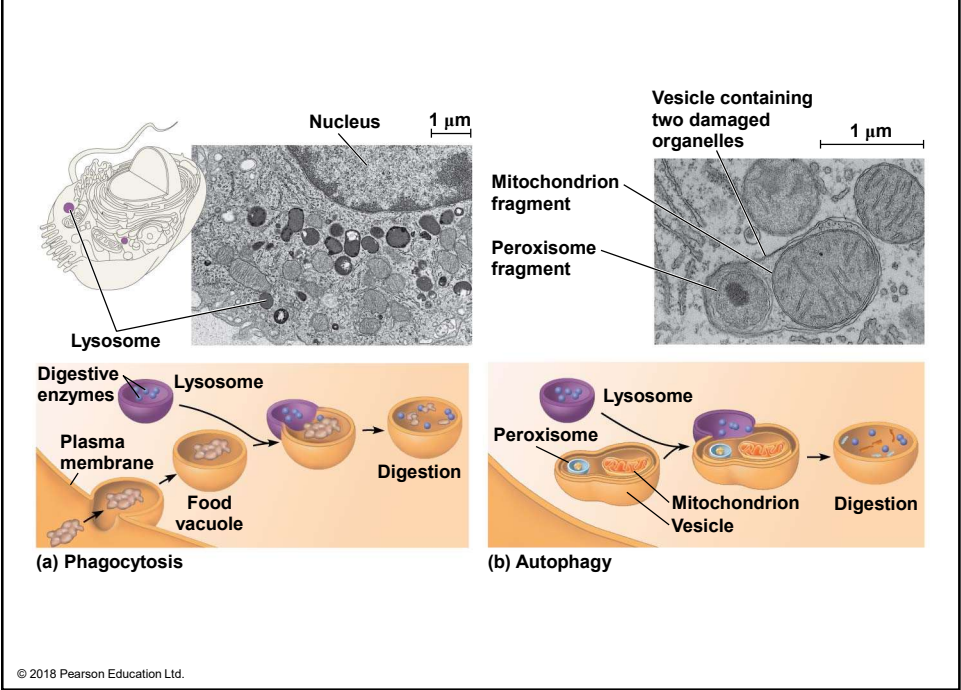 Nucleus
1 μm
Lysosome
Vesicle containing
two damaged
organelles
1 μm
Mitochondrion
fragment
Peroxisome
fragment
Digestive
enzymes
Lysosome
Plasma
membrane
Food
vacuole
Digestion
(a) Phagocytosis
Lysosome
Peroxisome
Mitochondrion
Vesicle
Digestion
(b) Autophagy
© 2018 Pearson Education Ltd.